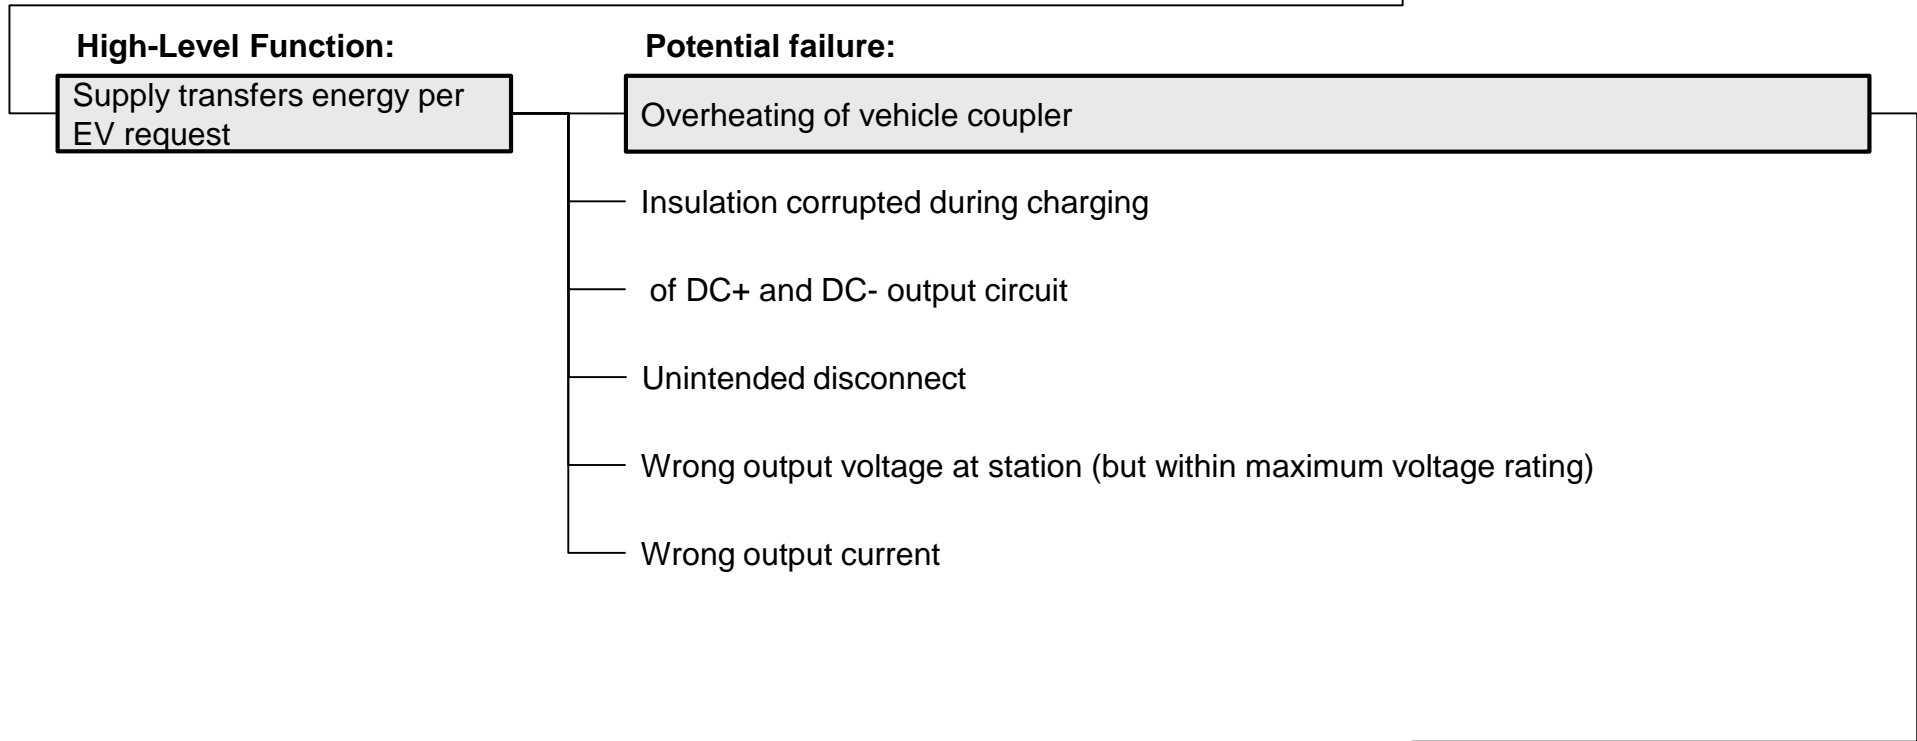 High-Level Function:
Potential failure:
Supply transfers energy per
EV request
Overheating of vehicle coupler
Insulation corrupted during charging
of DC+ and DC- output circuit
Unintended disconnect
Wrong output voltage at station (but within maximum voltage rating)
Wrong output current